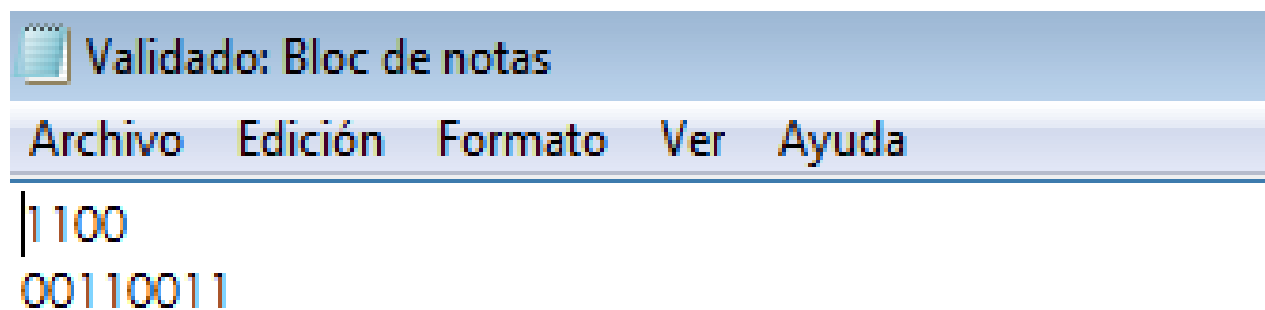 Validado: Bloc de notas
Archivo Edición Formato Ver Ayuda
1100
00110011